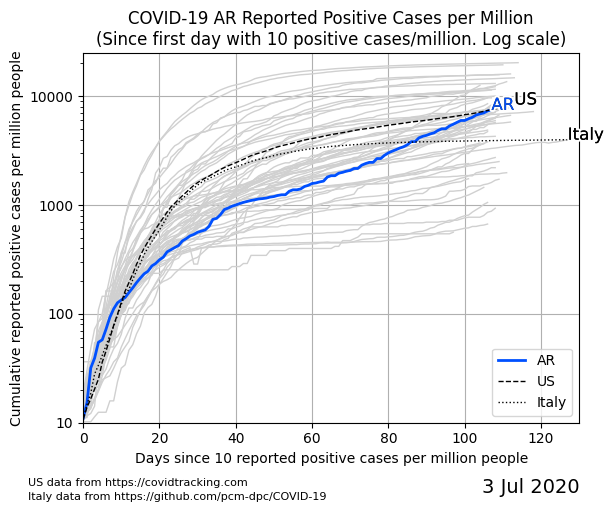 COVID-19 AR Reported Positive Cases per Million
(Since first day with 10 positive cases/million. Log scale)
Cumulative reported positive cases per million people
10000
1000
100
10
AR
US
Italy
AR
US
Italy
0
20
40
60
80
100
120
Days since 10 reported positive cases per million people
US data from https://covidtracking.com
Italy data from https://github.com/pcm-dpc/COVID-19
3 Jul 2020